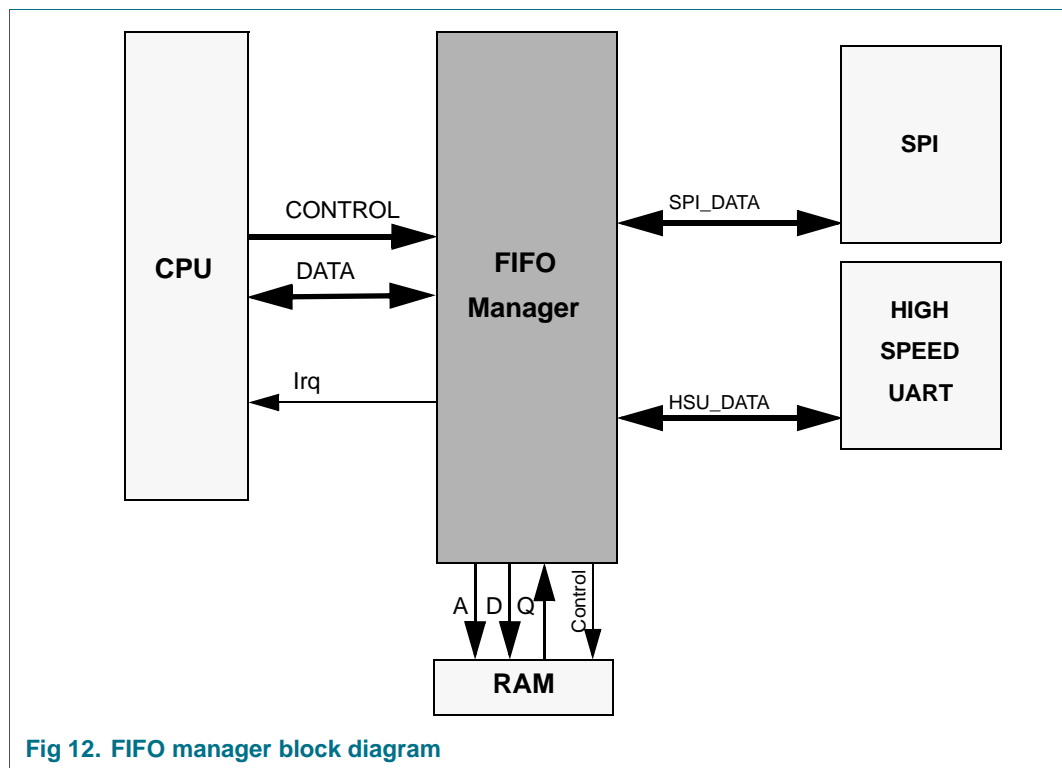 CPU
CONTROL
DATA
Irq
FIFO
Manager
SPI_DATA
SPI
HSU_DATA
HIGH
SPEED
UART
A
D
Q
Control
RAM
Fig 12. FIFO manager block diagram